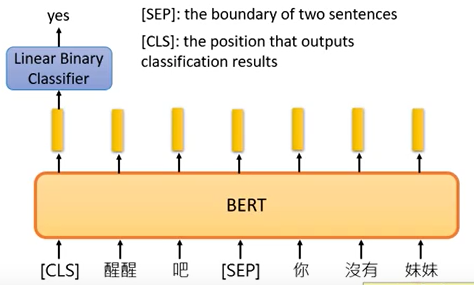 yes
[SEP]: the boundary of two sentences
[CLS]: the position that outputs
classification results
Linear Binary
Classifier
BERT
[CLS] 醒醒 吧 [SEP] 你 沒有 妹妹